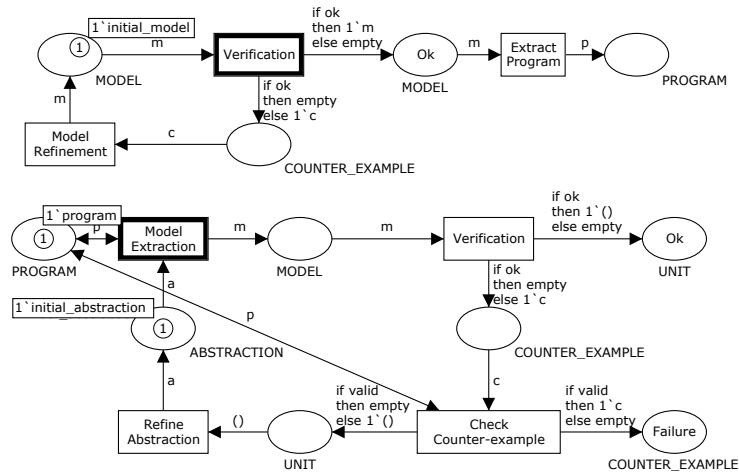 1`initial_model
1
m
MODEL
Verification
if ok
then 1`m
else empty
Ok
MODEL
m
Extract
Program
p
PROGRAM
m
if ok
then empty
else 1`c
Model
Refinement
c
COUNTER_EXAMPLE
1`program
1
p
PROGRAM
Model
Extraction
m
MODEL
m
Verification
if ok
then 1`()
else empty
Ok
UNIT
a
if ok
then empty
else 1`c
1`initial_abstraction
1
ABSTRACTION
p
COUNTER_EXAMPLE
a
c
Refine
Abstraction
()
UNIT
if valid
then empty
else 1`()
Check
Counter-example
if valid
then 1`c
else empty
Failure
COUNTER_EXAMPLE